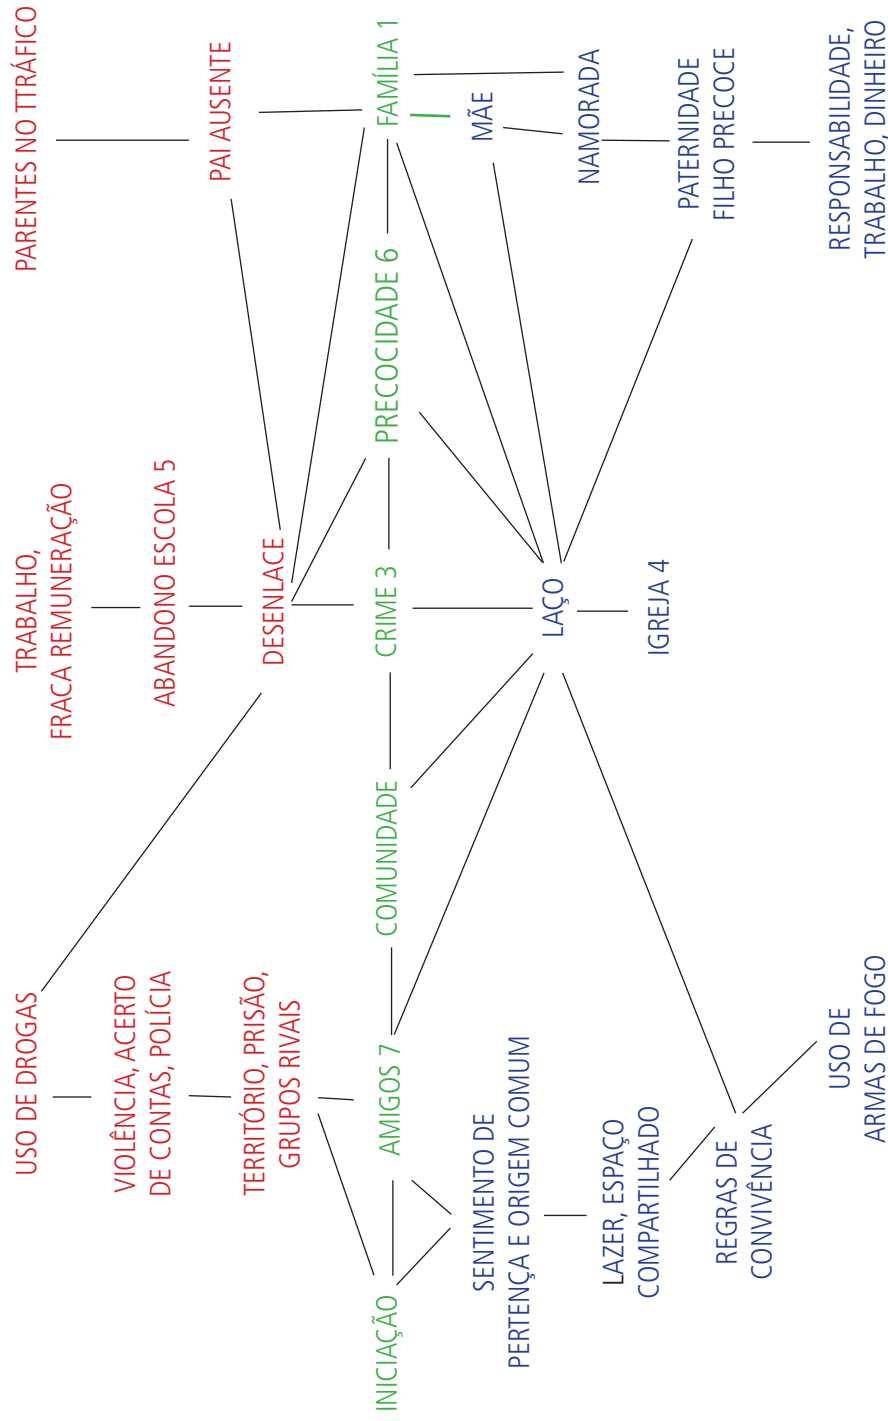 USO DE DROGAS
TRABALHO,
FRACA REMUNERAÇÃO
PARENTES NO TTRÁFICO
VIOLÊNCIA, ACERTO
DE CONTAS, POLÍCIA
ABANDONO ESCOLA 5
PAI AUSENTE
TERRITÓRIO, PRISÃO,
GRUPOS RIVAIS
DESENLACE
INICIAÇÃO
AMIGOS 7
COMUNIDADE
CRIME 3
PRECOCIDADE 6
FAMÍLIA 1
SENTIMENTO DE
PERTENÇA E ORIGEM COMUM
LAÇO
MÃE
NAMORADA
LAZER, ESPAÇO
COMPARTILHADO
IGREJA 4
PATERNIDADE
FILHO PRECOCE
REGRAS DE
CONVIVÊNCIA
USO DE
ARMAS DE FOGO
RESPONSABILIDADE,
TRABALHO, DINHEIRO